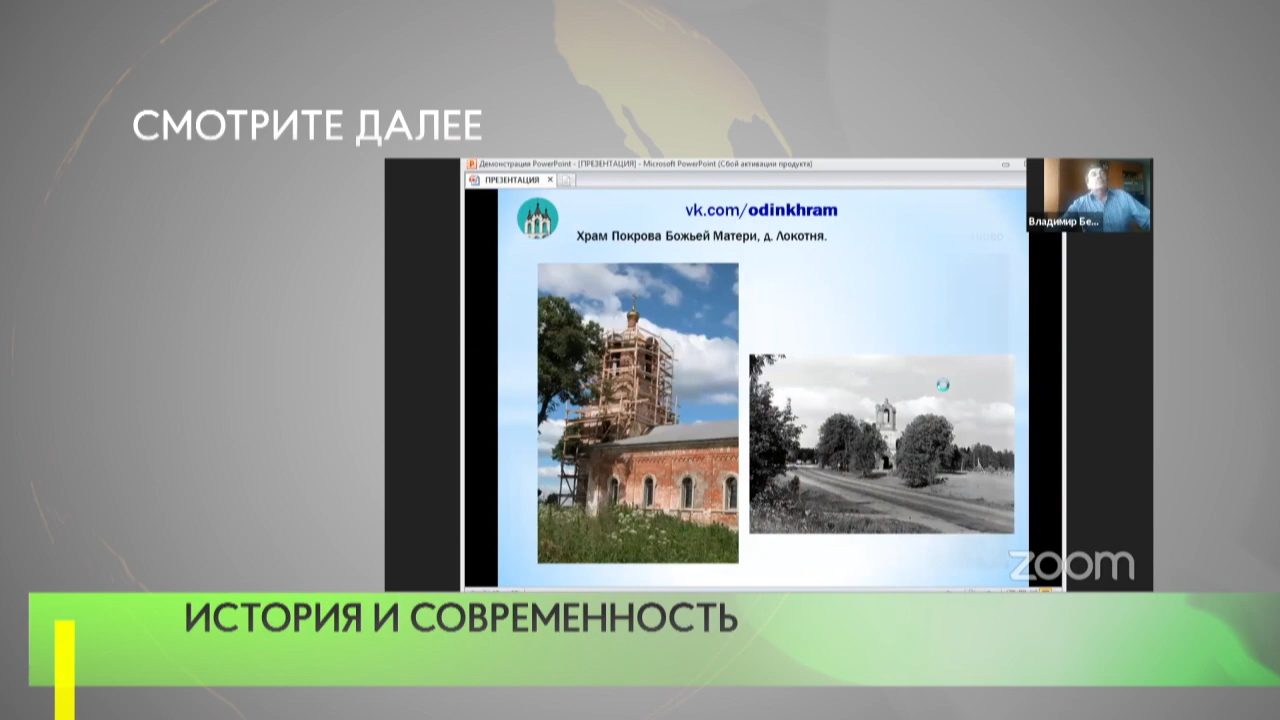 СМОТРИТЕ ДАЛЕЕ
Демонстрация PowerPoint - [ПРЕЗЕНТАЦИЯ] - Microsoft PowerPoint (Сбой активации продукта)
ПРЕЗЕНТАЦИЯ
vk.com/odinkhram
Храм Покрова Божьей Матери, д. Локотня.
Владимир Бе...
zoom
ИСТОРИЯ И СОВРЕМЕННОСТЬ